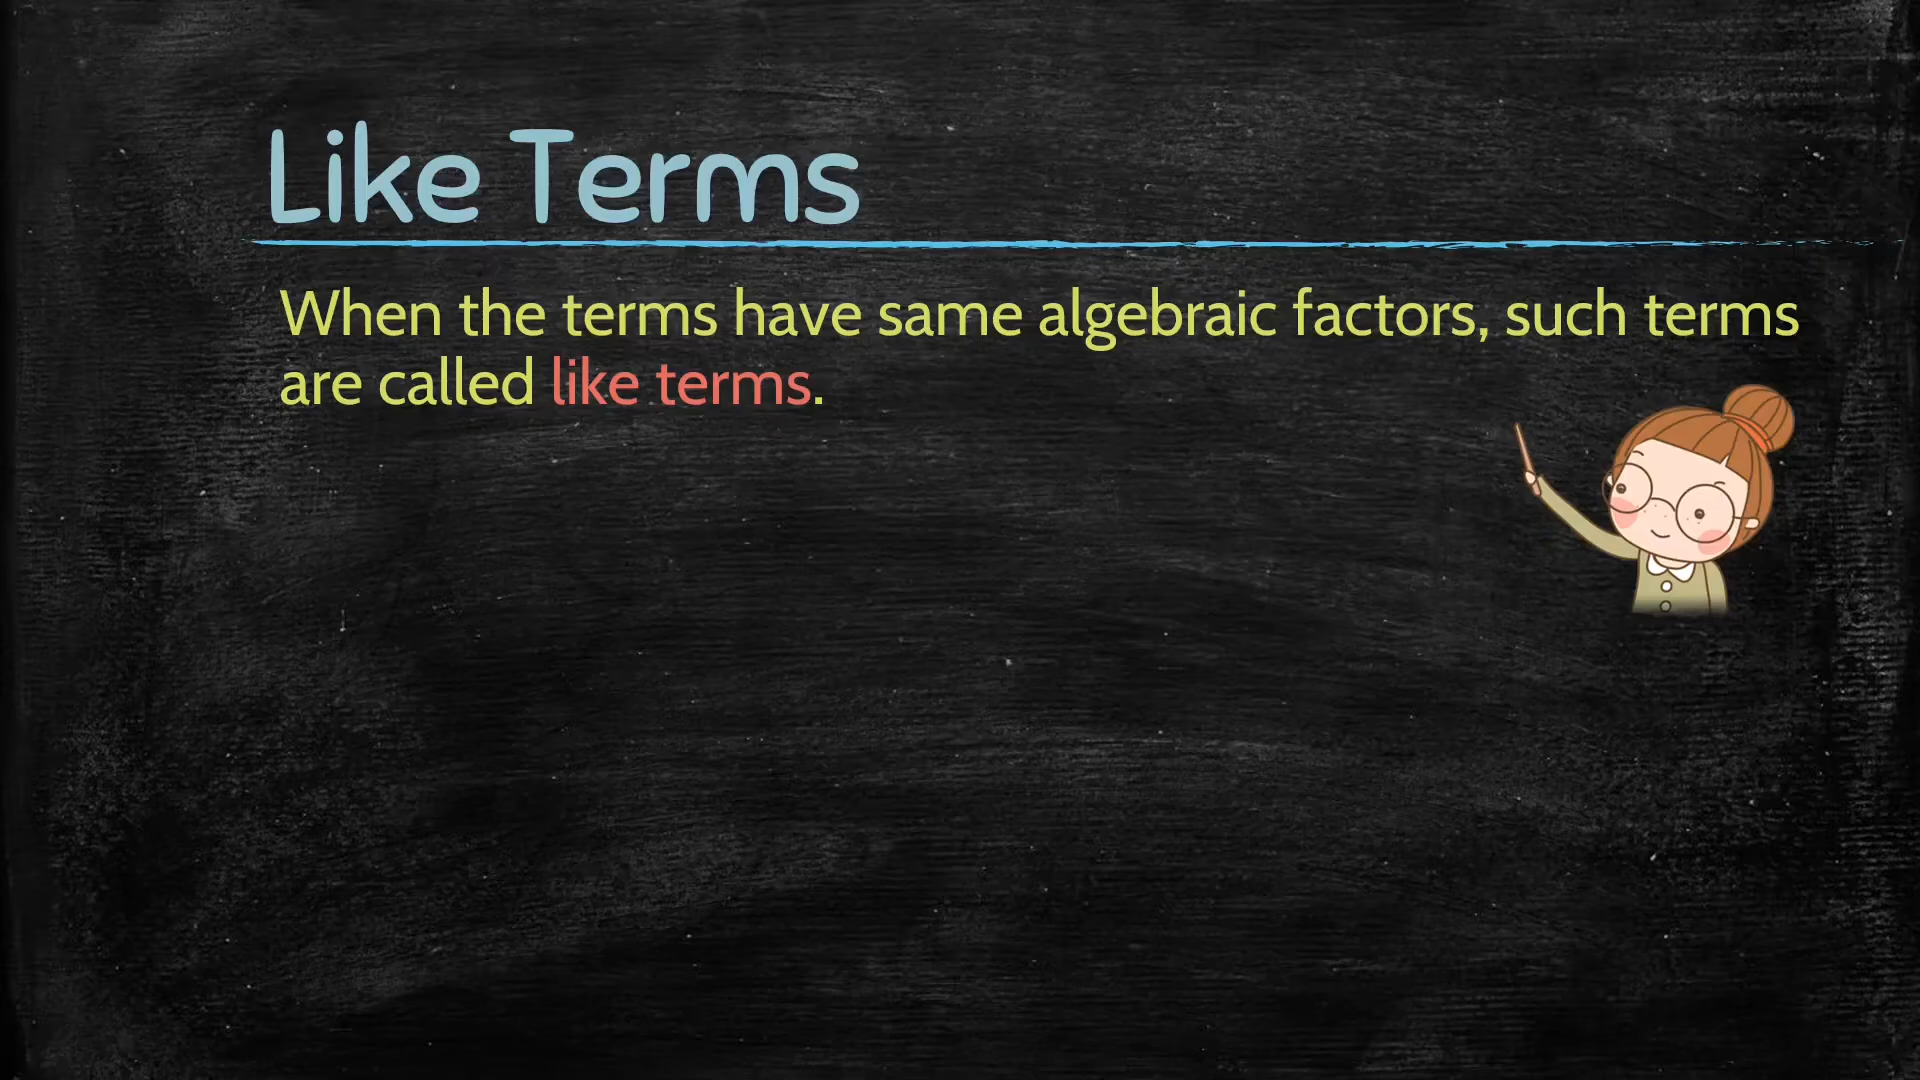 Like Terms
When the terms have same algebraic factors, such terms
are called like terms.